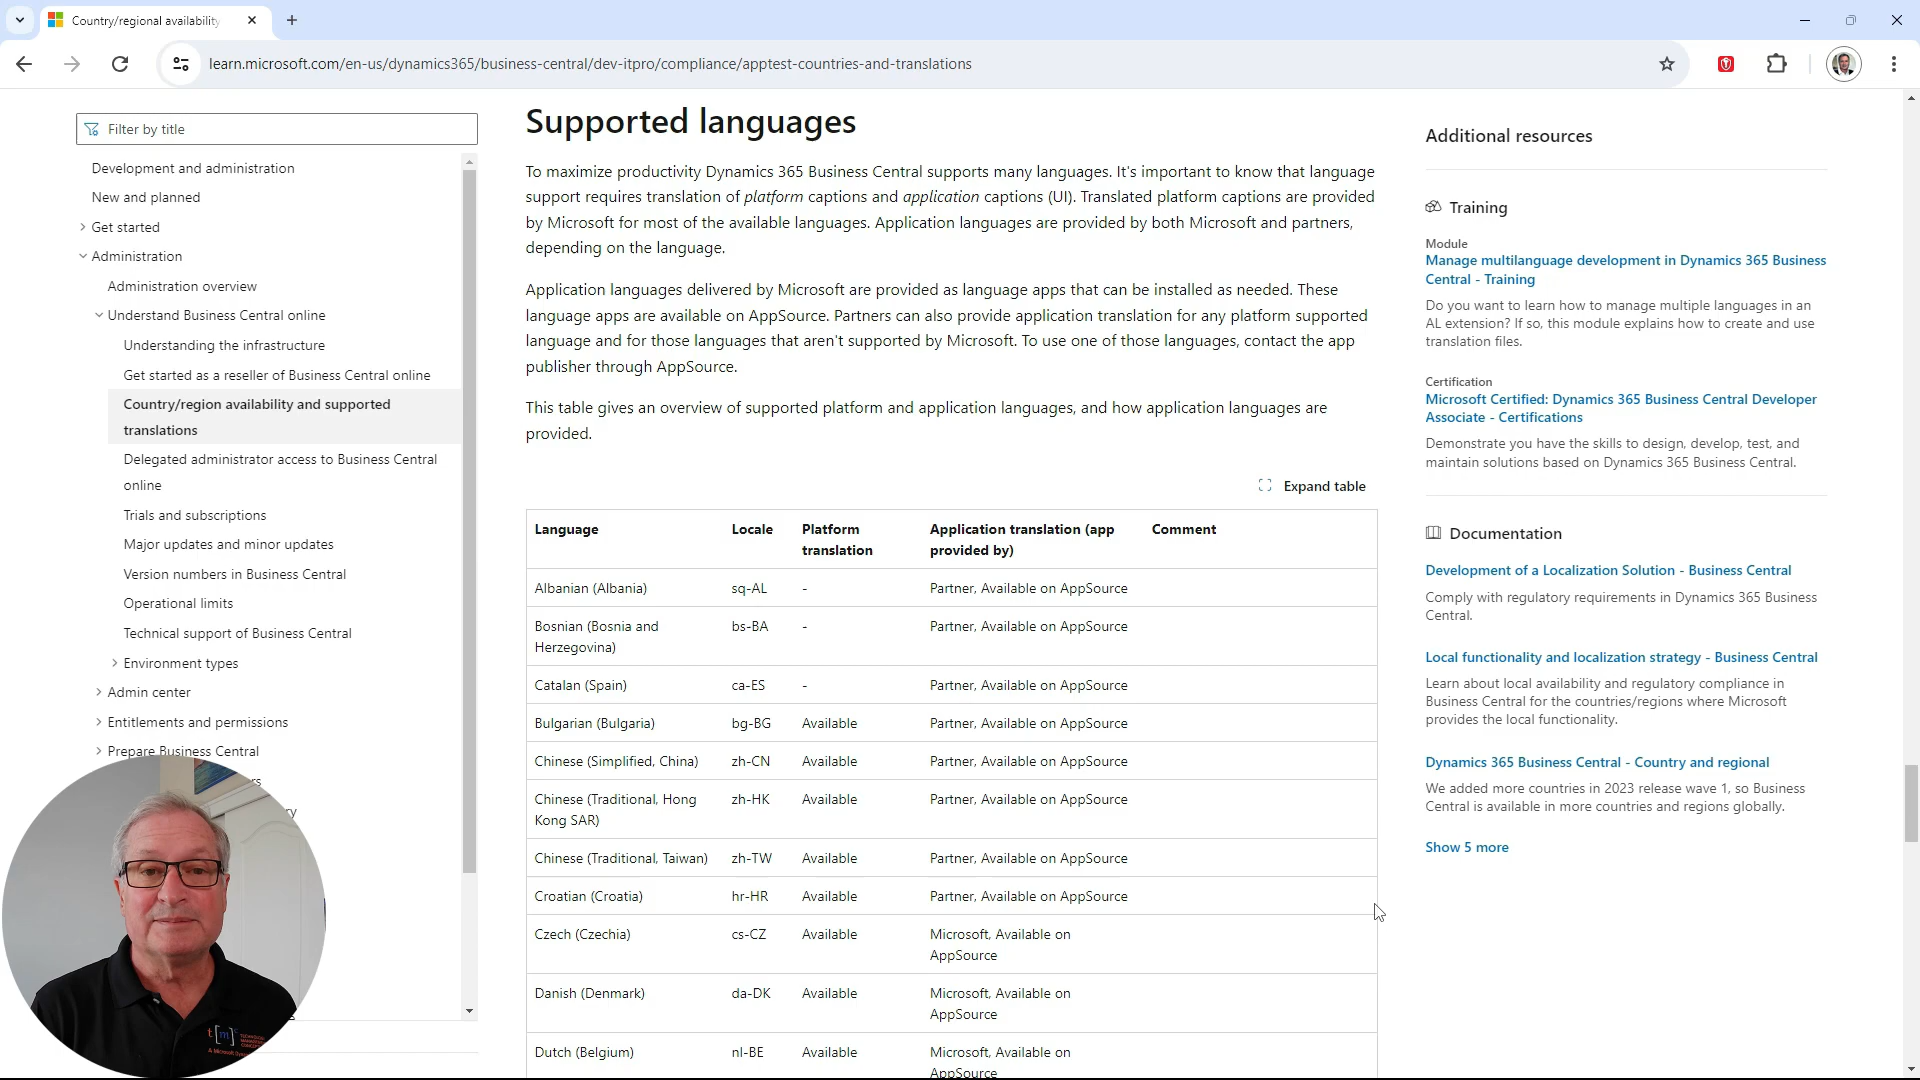 Country/regional availability
learn.microsoft.com/en-us/dynamics365/business-central/dev-itpro/compliance/apptest-countries-and-translations
Filter by title
Development and administration
New and planned
Get started
Administration
Administration overview
Understand Business Central online
Understanding the infrastructure
Get started as a reseller of Business Central online
Country/region availability and supported
translations
Delegated administrator access to Business Central
online
Trials and subscriptions
Major updates and minor updates
Version numbers in Business Central
Operational limits
Technical support of Business Central
Environment types
Admin center
Entitlements and permissions
Prepare Business Central
Supported languages
To maximize productivity Dynamics 365 Business Central supports many languages. It's important to know that language
support requires translation of platform captions and application captions (UI). Translated platform captions are provided
by Microsoft for most of the available languages. Application languages are provided by both Microsoft and partners,
depending on the language.
Application languages delivered by Microsoft are provided as language apps that can be installed as needed. These
language apps are available on AppSource. Partners can also provide application translation for any platform supported
language and for those languages that aren't supported by Microsoft. To use one of those languages, contact the app
publisher through AppSource.
This table gives an overview of supported platform and application languages, and how application languages are
provided.
Expand table
Language Locale Platform Application translation (app Comment
translation provided by)
Albanian (Albania) sq-AL - Partner, Available on AppSource
Bosnian (Bosnia and bs-BA - Partner, Available on AppSource
Herzegovina)
Catalan (Spain) ca-ES - Partner, Available on AppSource
Bulgarian (Bulgaria) bg-BG Available Partner, Available on AppSource
Chinese (Simplified, China) zh-CN Available Partner, Available on AppSource
Chinese (Traditional, Hong zh-HK Available Partner, Available on AppSource
Kong SAR)
Chinese (Traditional, Taiwan) zh-TW Available Partner, Available on AppSource
Croatian (Croatia) hr-HR Available Partner, Available on AppSource
Czech (Czechia) cs-CZ Available Microsoft, Available on
AppSource
Danish (Denmark) da-DK Available Microsoft, Available on
AppSource
Dutch (Belgium) nl-BE Available Microsoft, Available on
AppSource
Additional resources
Training
Module
Manage multilanguage development in Dynamics 365 Business
Central - Training
Do you want to learn how to manage multiple languages in an
AL extension? If so, this module explains how to create and use
translation files.
Certification
Microsoft Certified: Dynamics 365 Business Central Developer
Associate - Certifications
Demonstrate you have the skills to design, develop, test, and
maintain solutions based on Dynamics 365 Business Central.
Documentation
Development of a Localization Solution - Business Central
Comply with regulatory requirements in Dynamics 365 Business
Central.
Local functionality and localization strategy - Business Central
Learn about local availability and regulatory compliance in
Business Central for the countries/regions where Microsoft
provides the local functionality.
Dynamics 365 Business Central - Country and regional
We added more countries in 2023 release wave 1, so Business
Central is available in more countries and regions globally.
Show 5 more